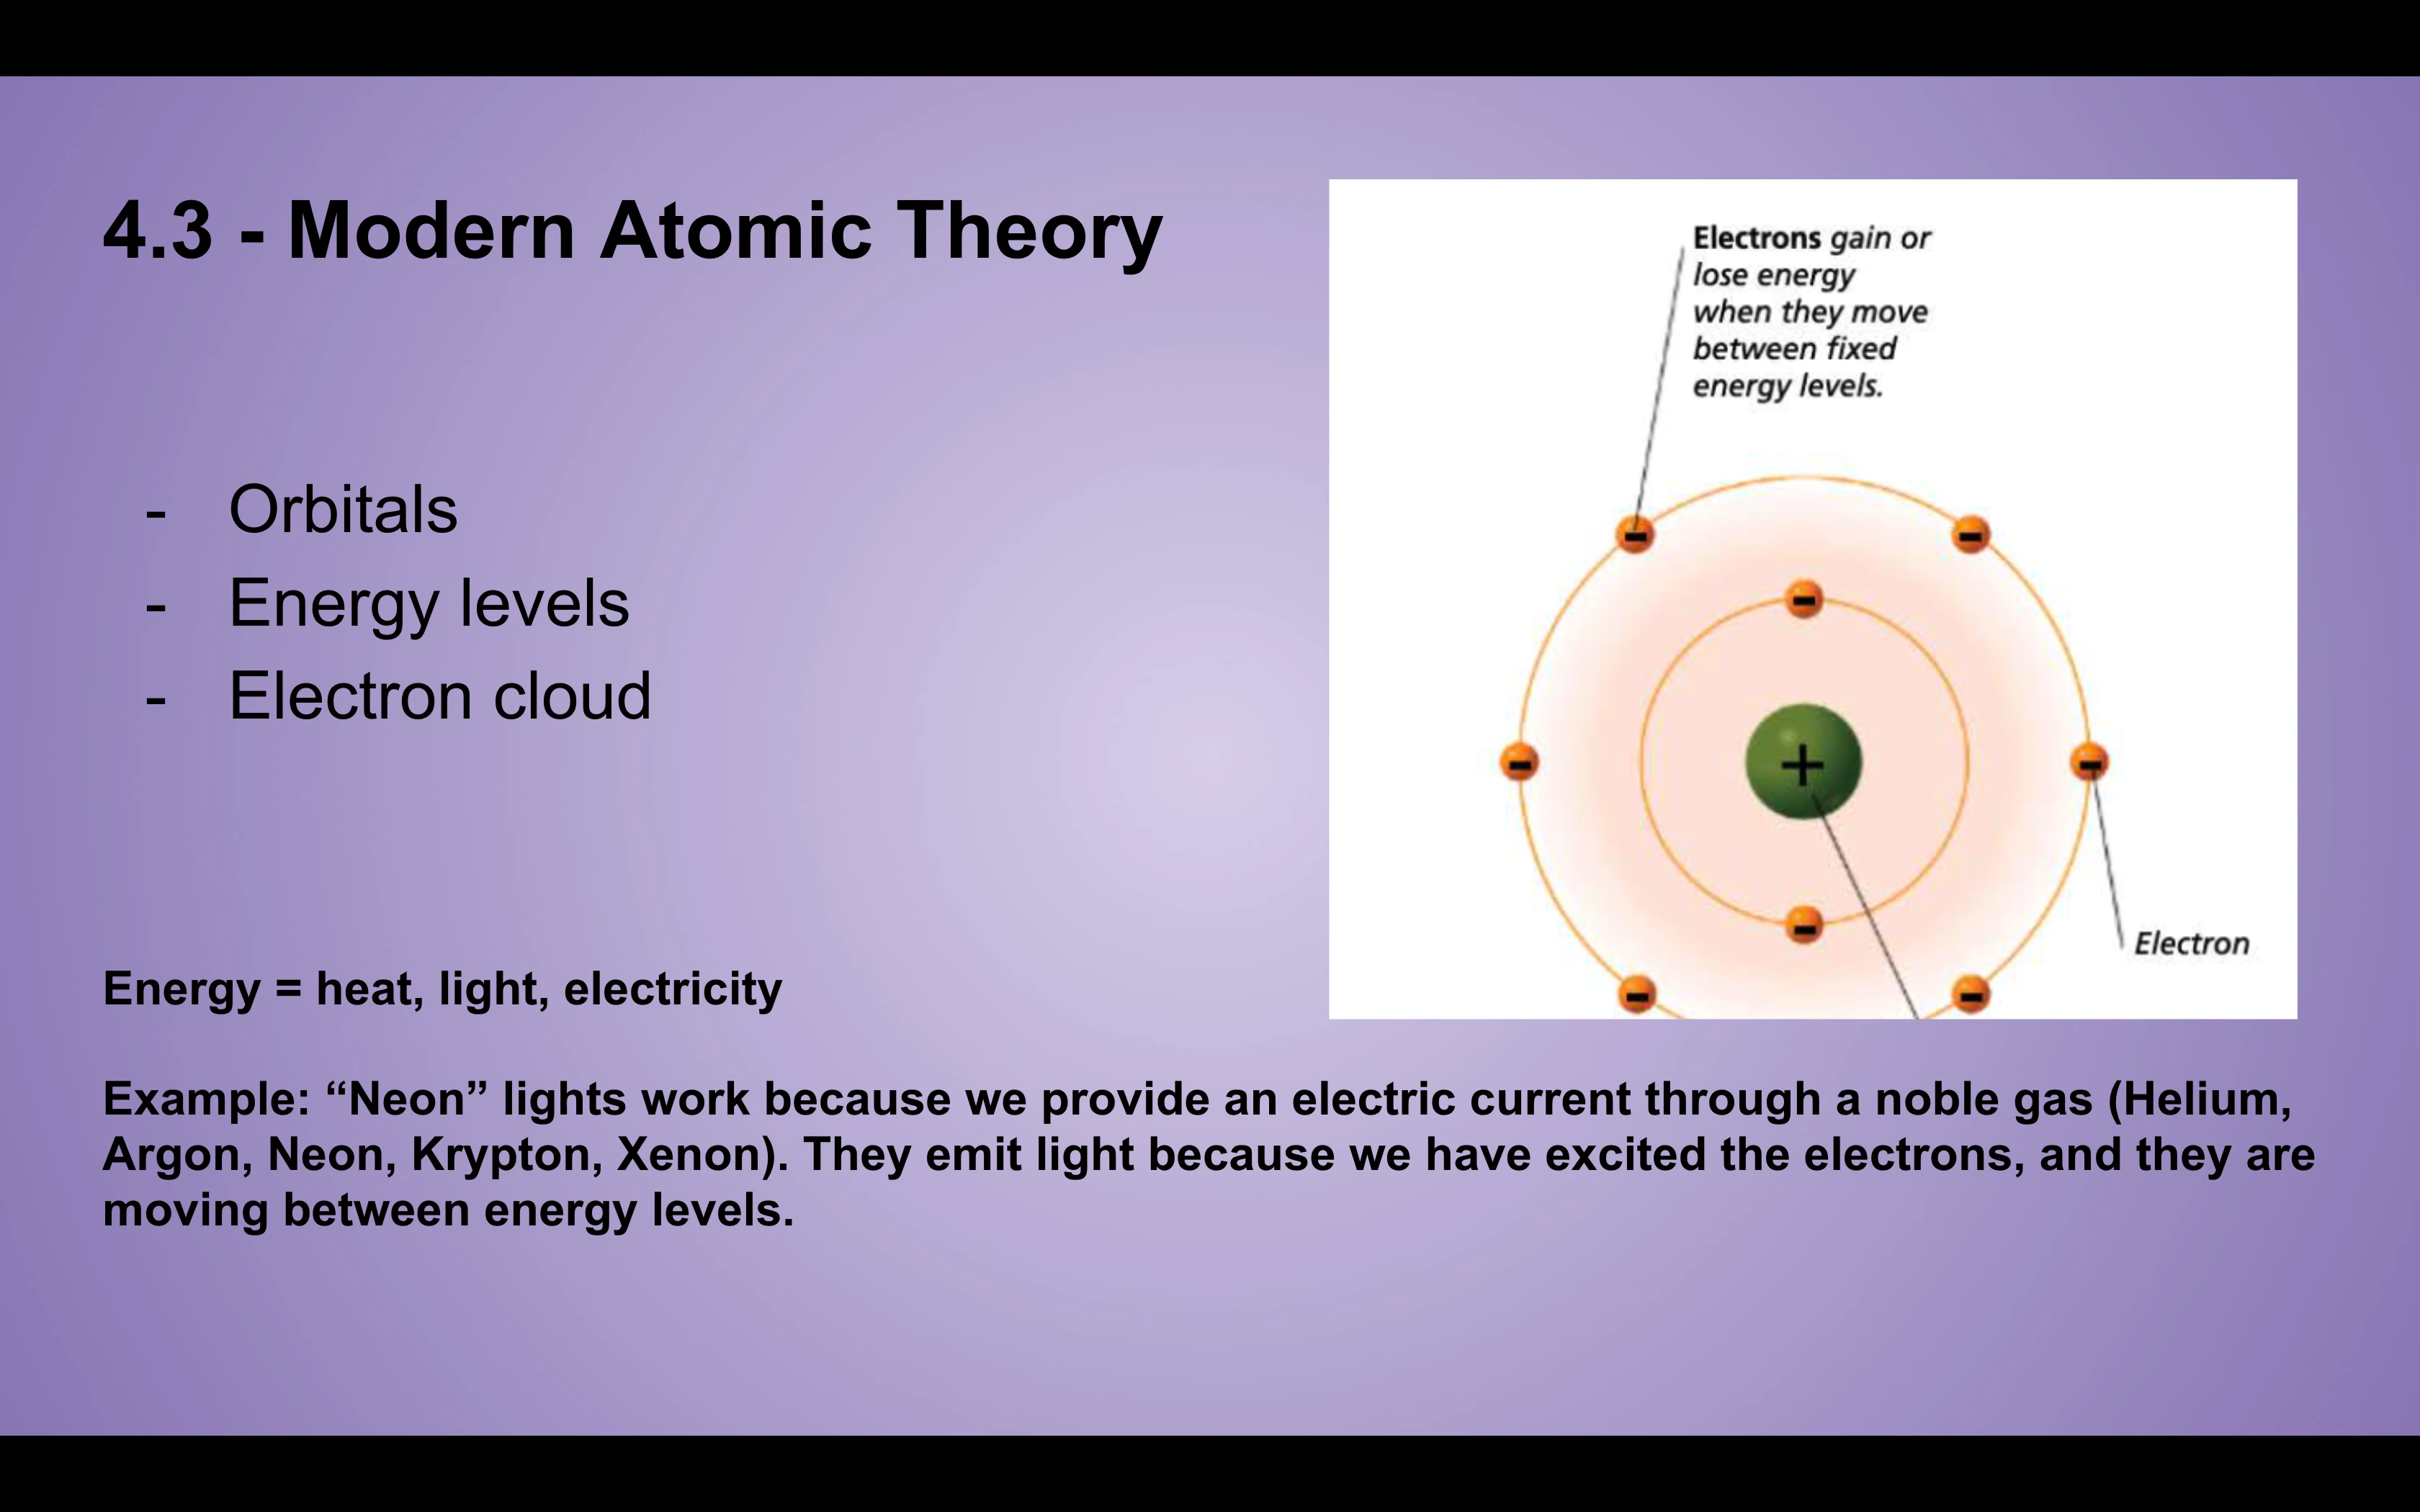 4.3 - Modern Atomic Theory
- Orbitals
- Energy levels
- Electron cloud
Electrons gain or
lose energy
when they move
between fixed
energy levels.
+
Electron
Energy = heat, light, electricity
Example: “Neon” lights work because we provide an electric current through a noble gas (Helium,
Argon, Neon, Krypton, Xenon). They emit light because we have excited the electrons, and they are
moving between energy levels.